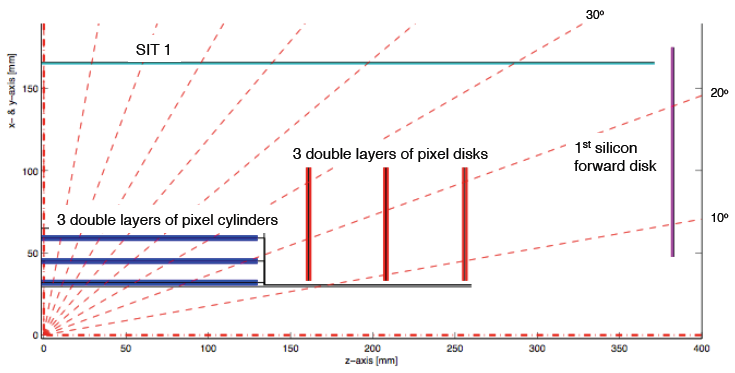 30º
SIT 1
x- & y-axis [mm]
150
20º
3 double layers of pixel disks
1st silicon
forward disk
100
3 double layers of pixel cylinders
10º
50
0
0
50
100
150
200
250
300
350
400
z-axis [mm]